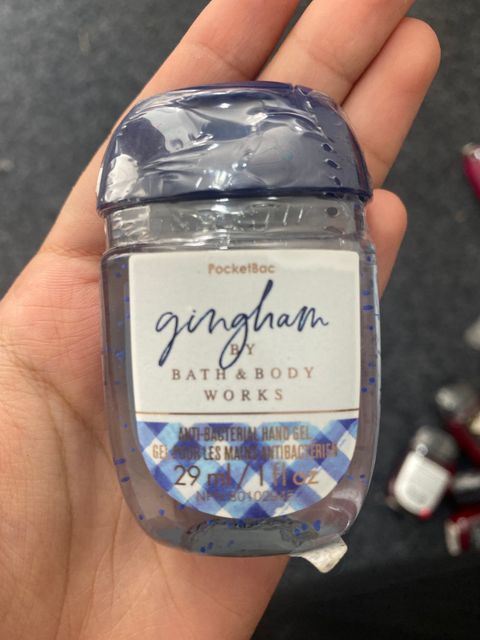 PocketBac
gingham
BY
BATH & BODY
WORKS
ANTI-BACTERIAL HAND GEL
GEL POUR LES MAINS ANTIBACTÉRIEN
29 ml / 1 fl oz